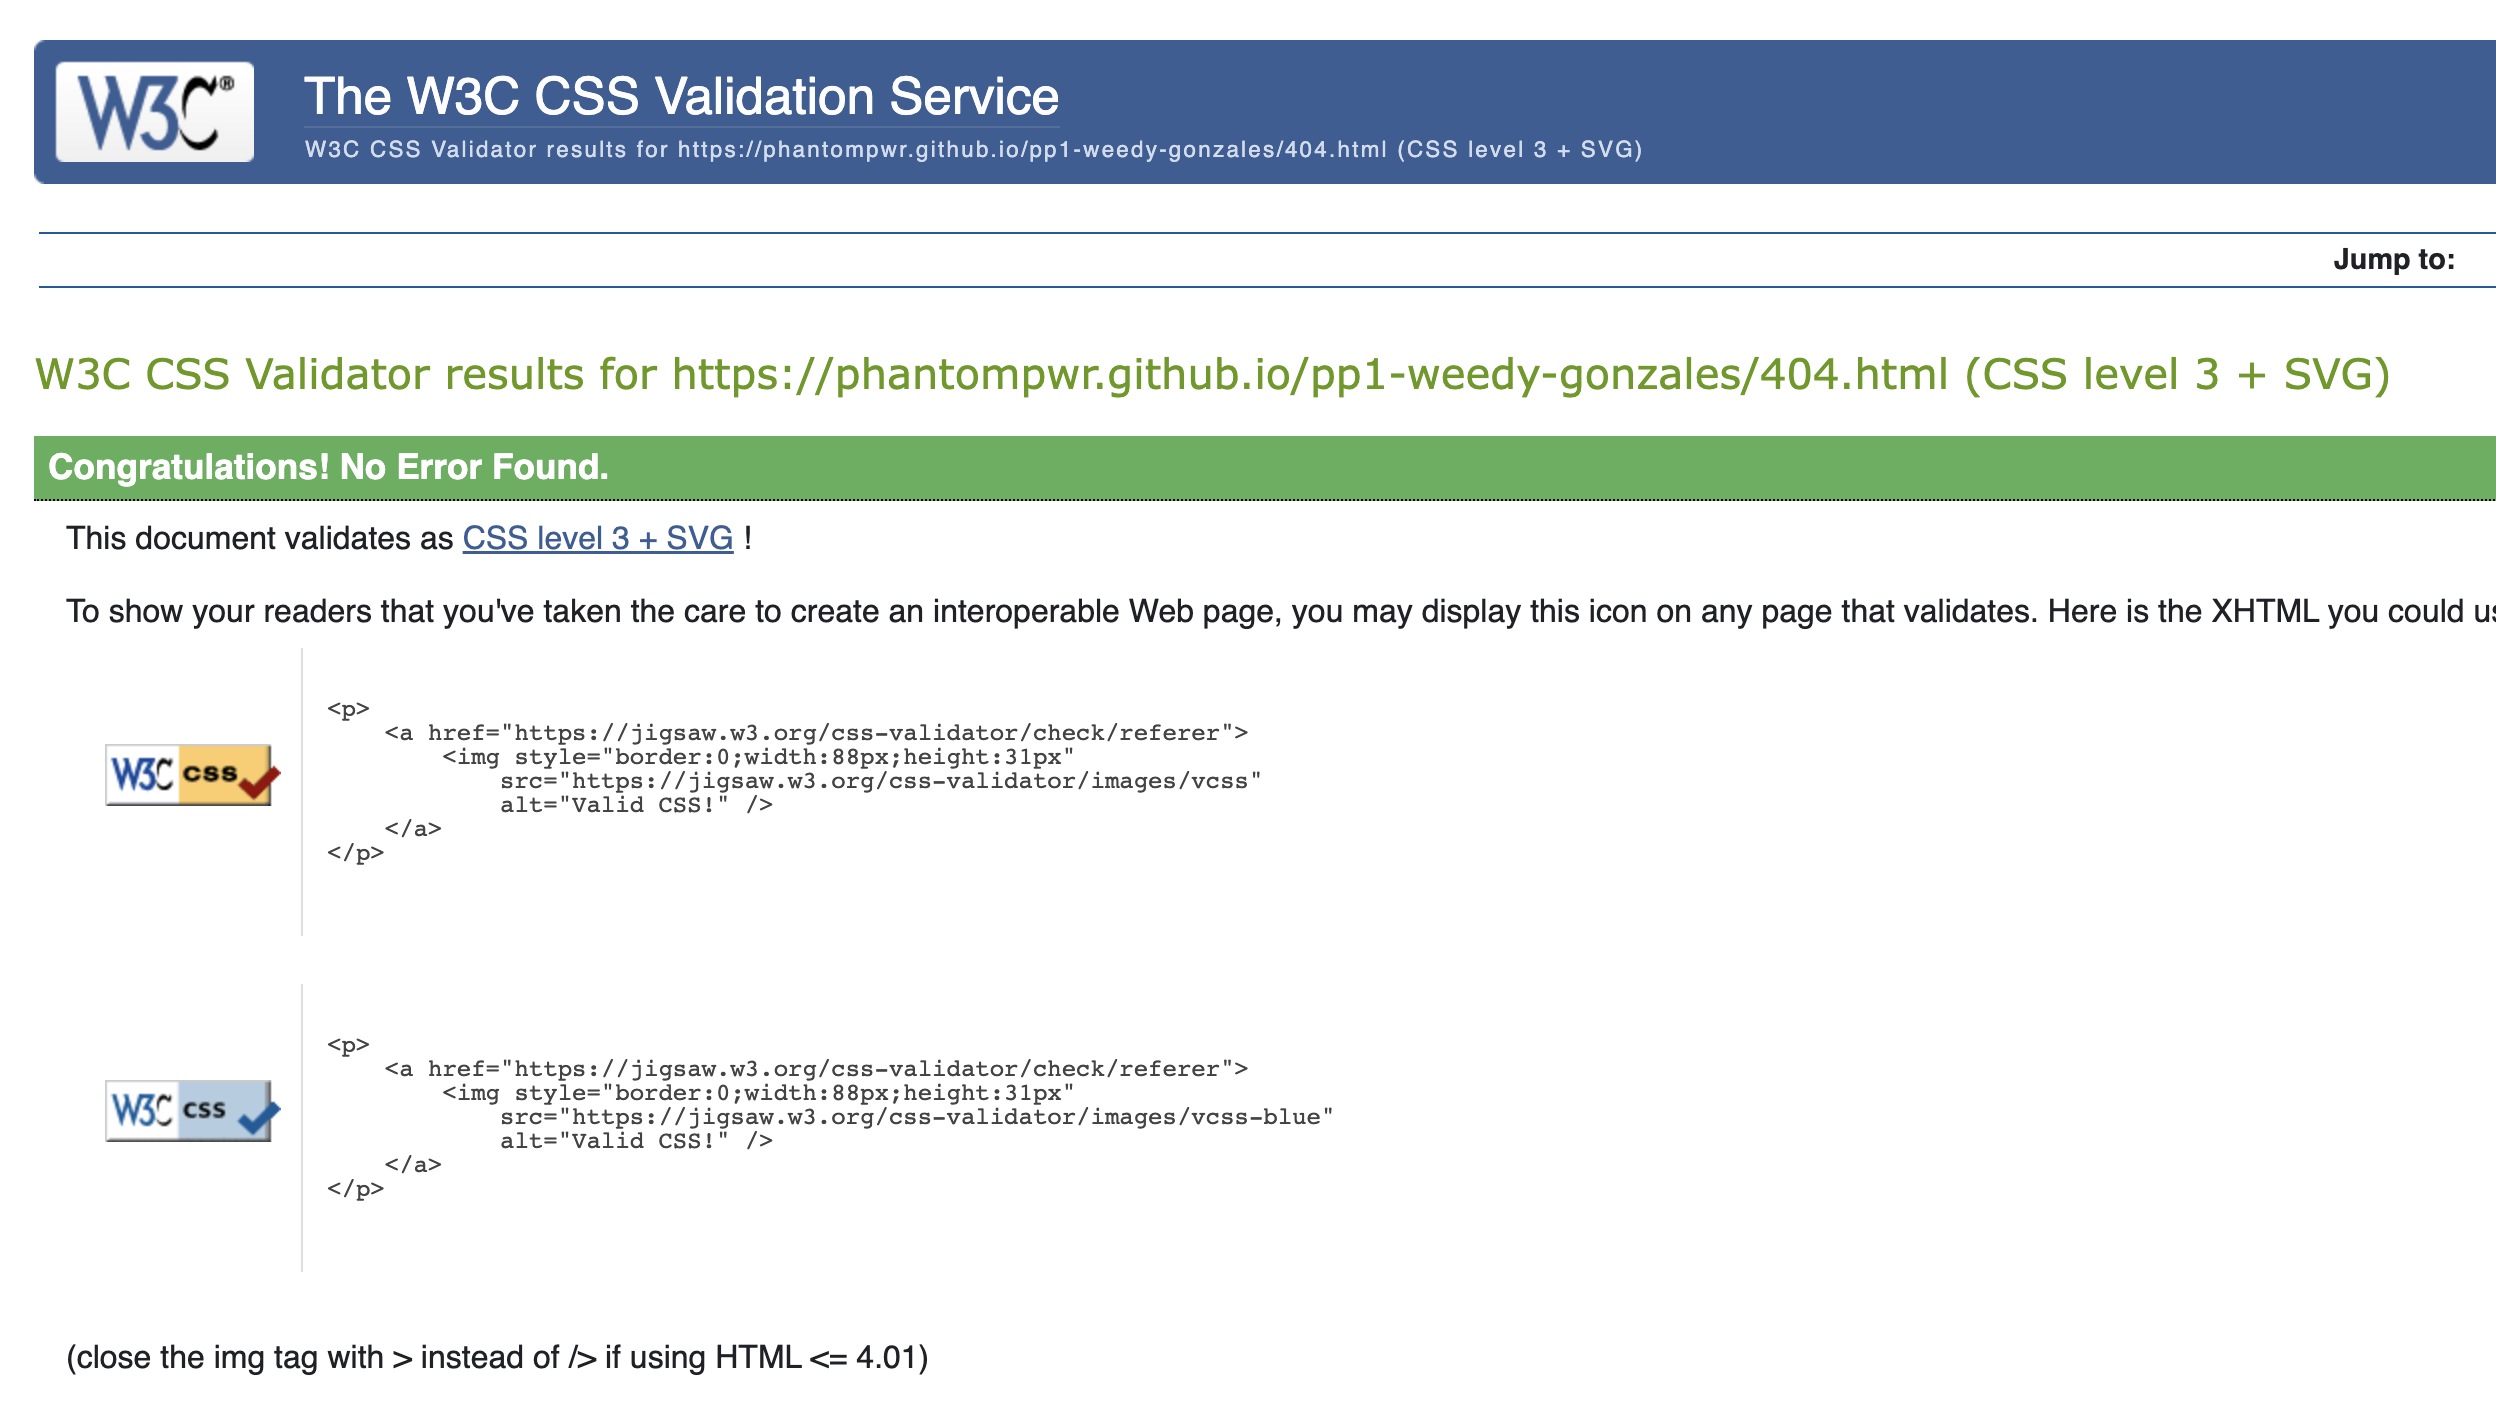 W3C®
The W3C CSS Validation Service
W3C CSS Validator results for https://phantompwr.github.io/pp1-weedy-gonzales/404.html (CSS level 3 + SVG)
Jump to:
W3C CSS Validator results for https://phantompwr.github.io/pp1-weedy-gonzales/404.html (CSS level 3 + SVG)
Congratulations! No Error Found.
This document validates as CSS level 3 + SVG !
To show your readers that you've taken the care to create an interoperable Web page, you may display this icon on any page that validates. Here is the XHTML you could
<p>
    <a href="https://jigsaw.w3.org/css-validator/check/referer">
        <img style="border:0;width:88px;height:31px"
            src="https://jigsaw.w3.org/css-validator/images/vcss"
            alt="Valid CSS!" />
    </a>
</p>
W3C css
<p>
    <a href="https://jigsaw.w3.org/css-validator/check/referer">
        <img style="border:0;width:88px;height:31px"
            src="https://jigsaw.w3.org/css-validator/images/vcss-blue"
            alt="Valid CSS!" />
    </a>
</p>
W3C css
(close the img tag with > instead of /> if using HTML <= 4.01)